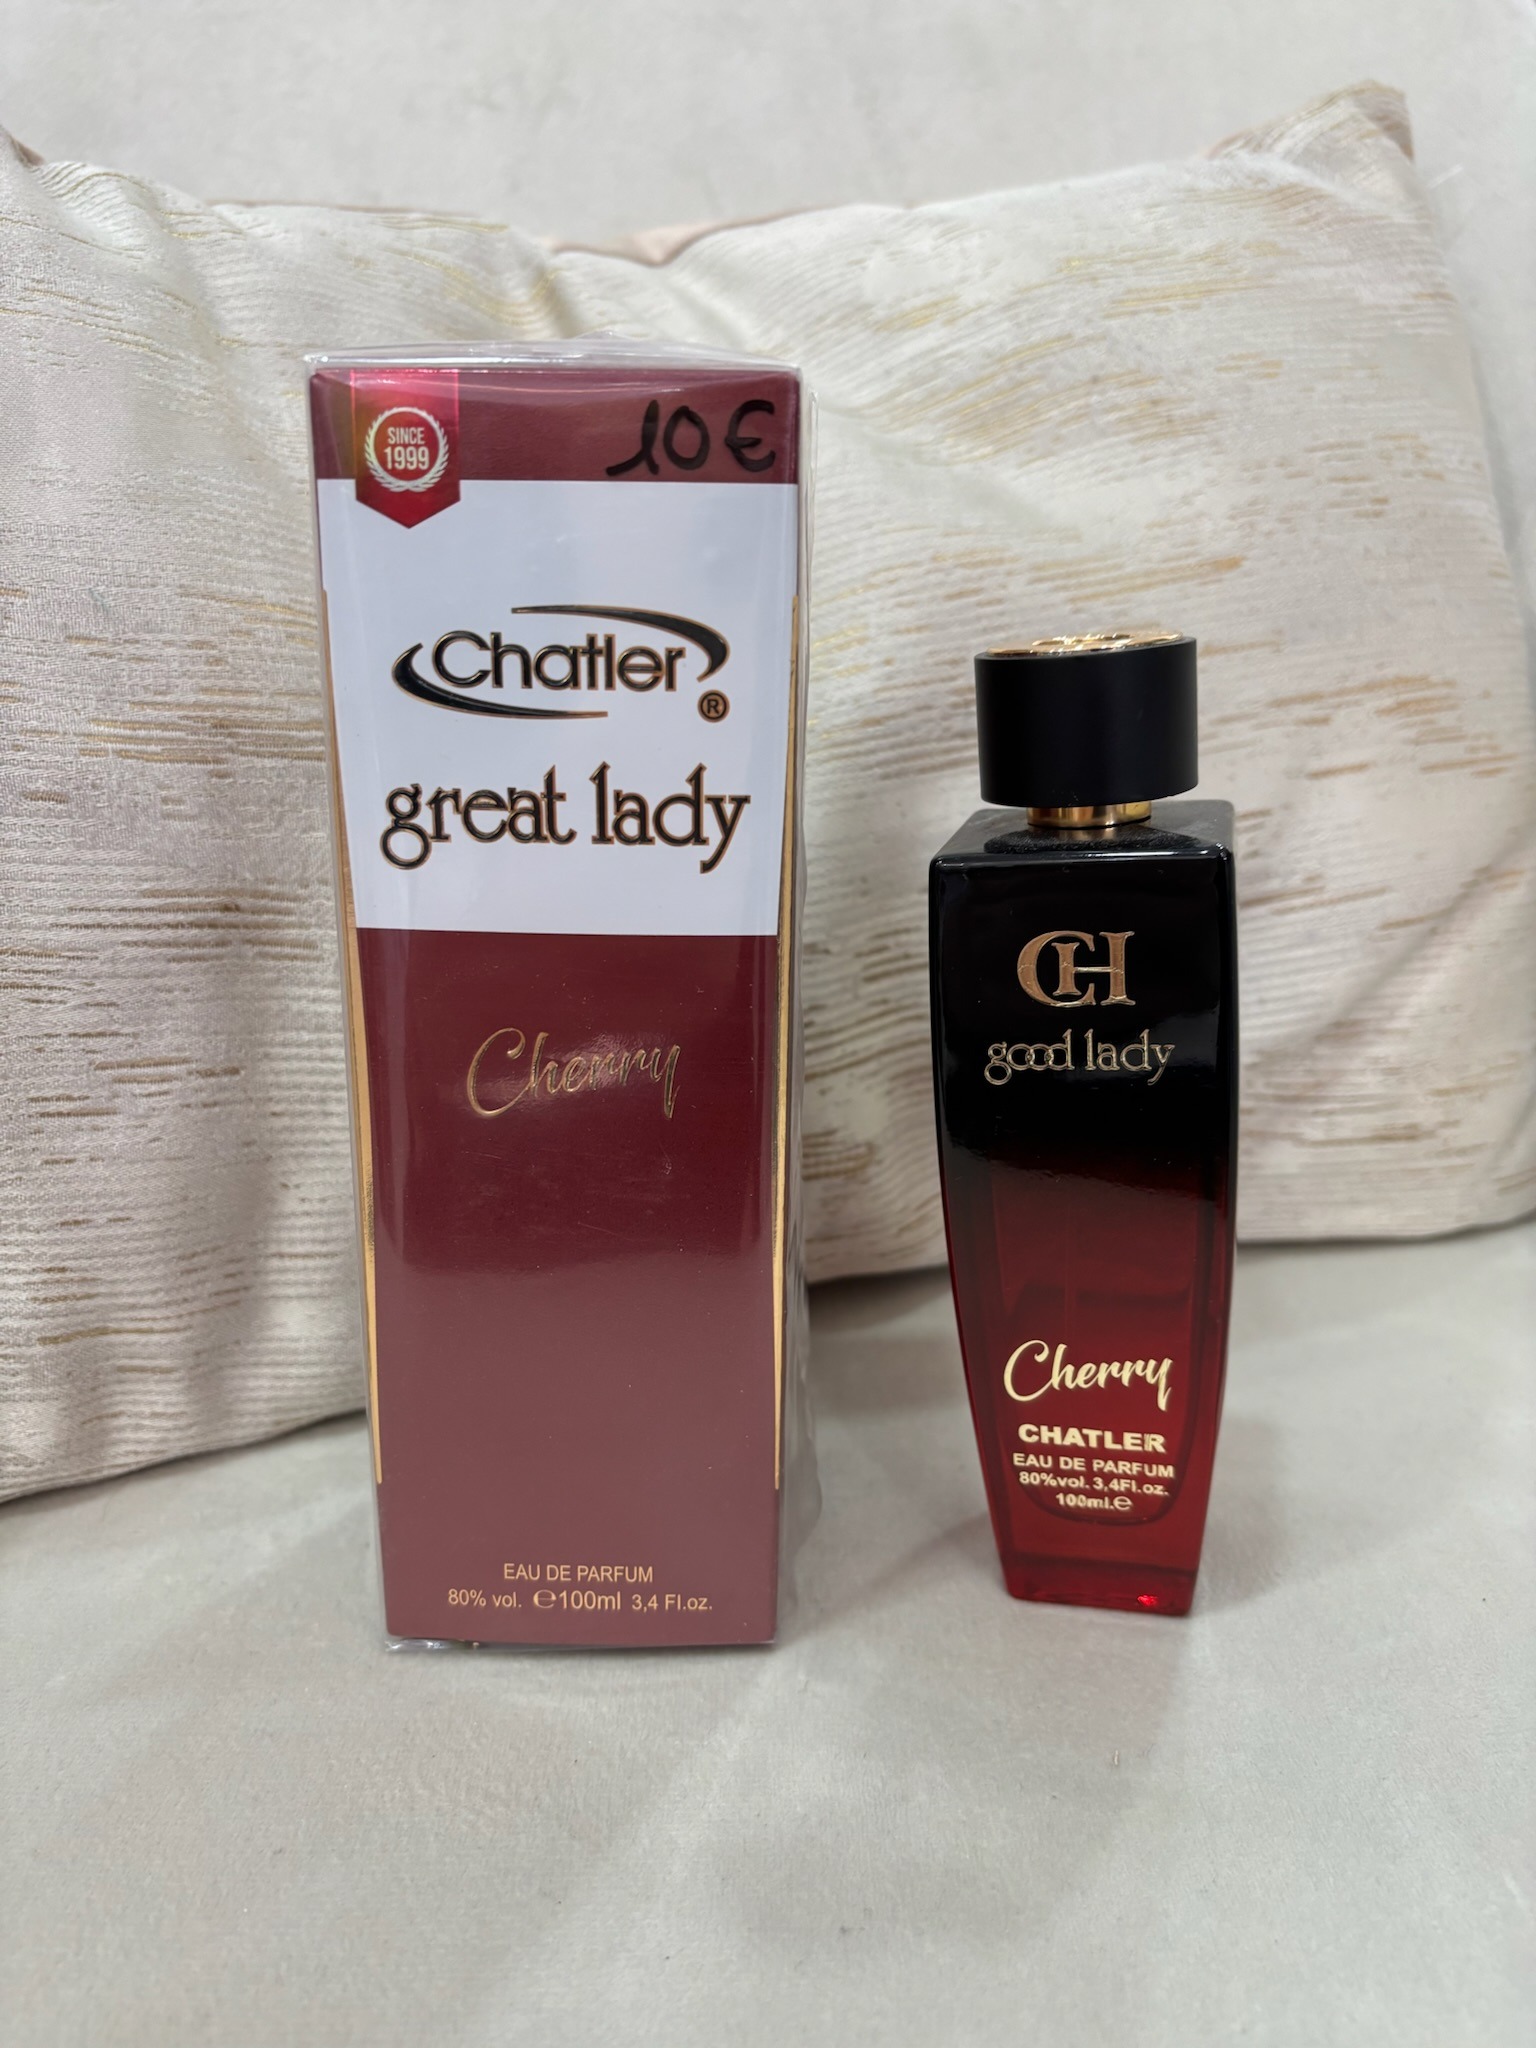 SINCE
1999
10€
Chatler®
great lady
Cherry
EAU DE PARFUM
80% vol. ℮100ml 3,4 Fl.oz.
CH
good lady
Cherry
CHATLER
EAU DE PARFUM
80%vol. 3,4Fl.oz.
100ml.℮